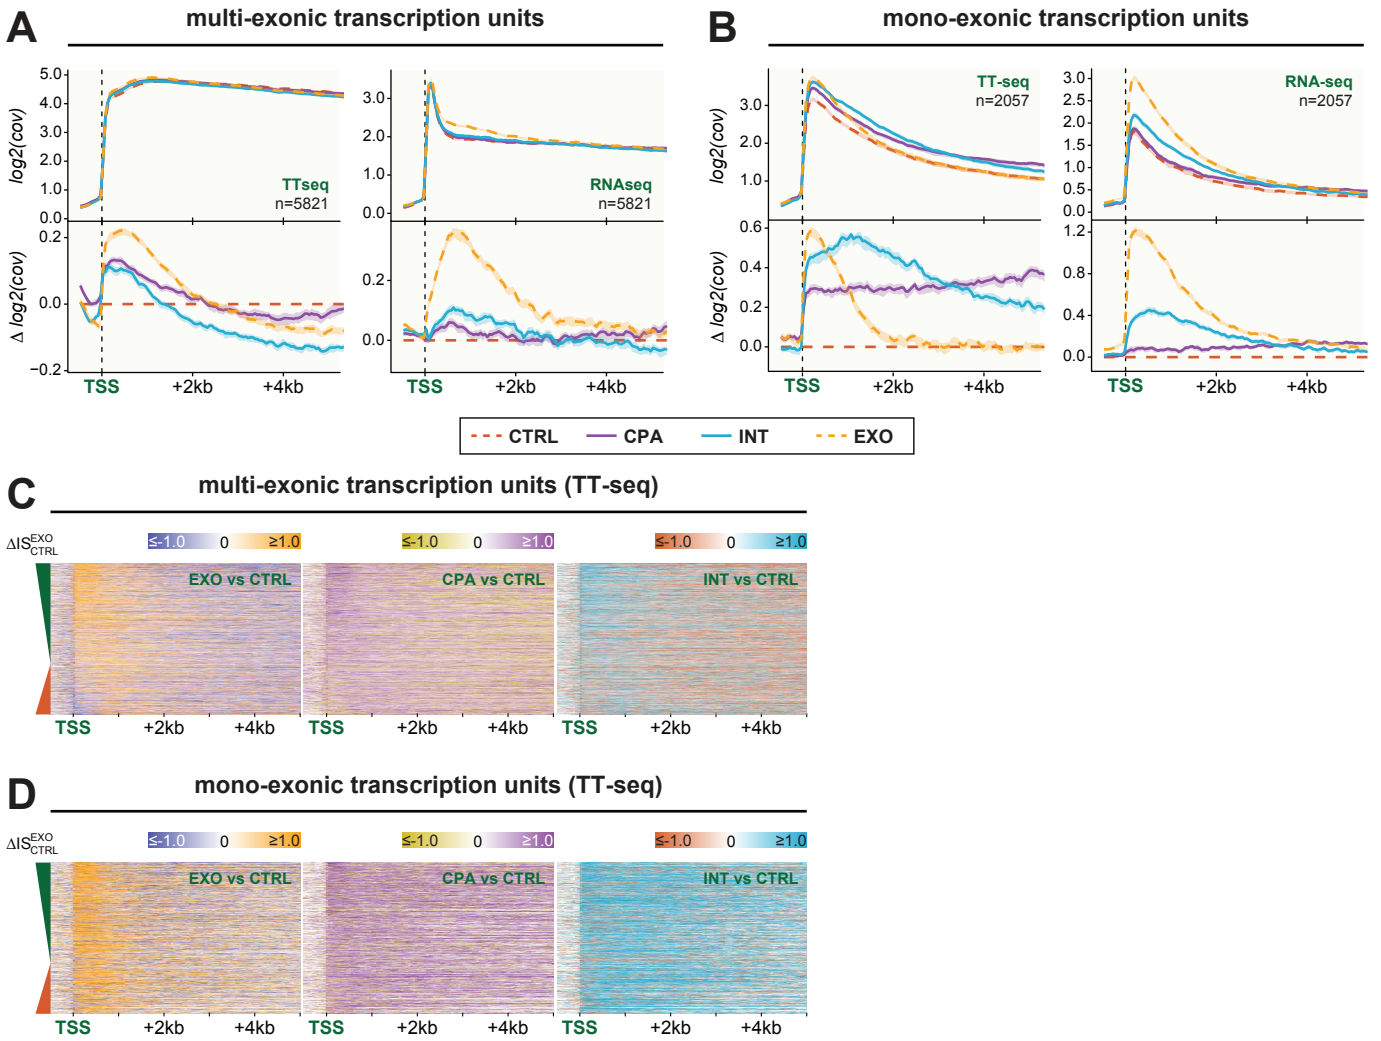 A
multi-exonic transcription units
B
mono-exonic transcription units
log2(cov)
5.0
4.0
3.0
2.0
1.0
0.0
TTseq
n=5821
3.0
2.0
1.0
0.0
RNAseq
n=5821
log2(cov)
3.0
2.0
1.0
TT-seq
n=2057
3.0
2.5
2.0
1.5
1.0
0.5
0.0
RNA-seq
n=2057
Δ log2(cov)
0.2
0.0
−0.2
TSS +2kb +4kb
0.2
0.0
TSS +2kb +4kb
Δ log2(cov)
0.6
0.4
0.2
0.0
TSS +2kb +4kb
1.2
0.8
0.4
0.0
TSS +2kb +4kb
CTRL CPA INT EXO
C
multi-exonic transcription units (TT-seq)
ΔIS EXO CTRL
≤-1.0 0 ≥1.0
≤-1.0 0 ≥1.0
≤-1.0 0 ≥1.0
EXO vs CTRL
CPA vs CTRL
INT vs CTRL
TSS +2kb +4kb
TSS +2kb +4kb
TSS +2kb +4kb
D
mono-exonic transcription units (TT-seq)
ΔIS EXO CTRL
≤-1.0 0 ≥1.0
≤-1.0 0 ≥1.0
≤-1.0 0 ≥1.0
EXO vs CTRL
CPA vs CTRL
INT vs CTRL
TSS +2kb +4kb
TSS +2kb +4kb
TSS +2kb +4kb